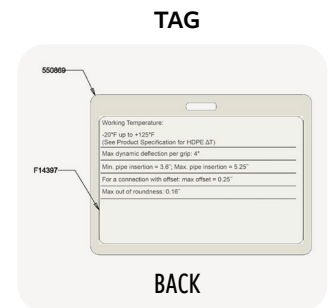 TAG
550869
Working Temperature:
-20°F up to +125°F
(See Product Specification for HDPE ΔT)
Max dynamic deflection per grip: 4°
F14397
Min. pipe insertion = 3.6"; Max. pipe insertion = 5.25"
For a connection with offset: max offset = 0.25"
Max out of roundness: 0.16"
BACK